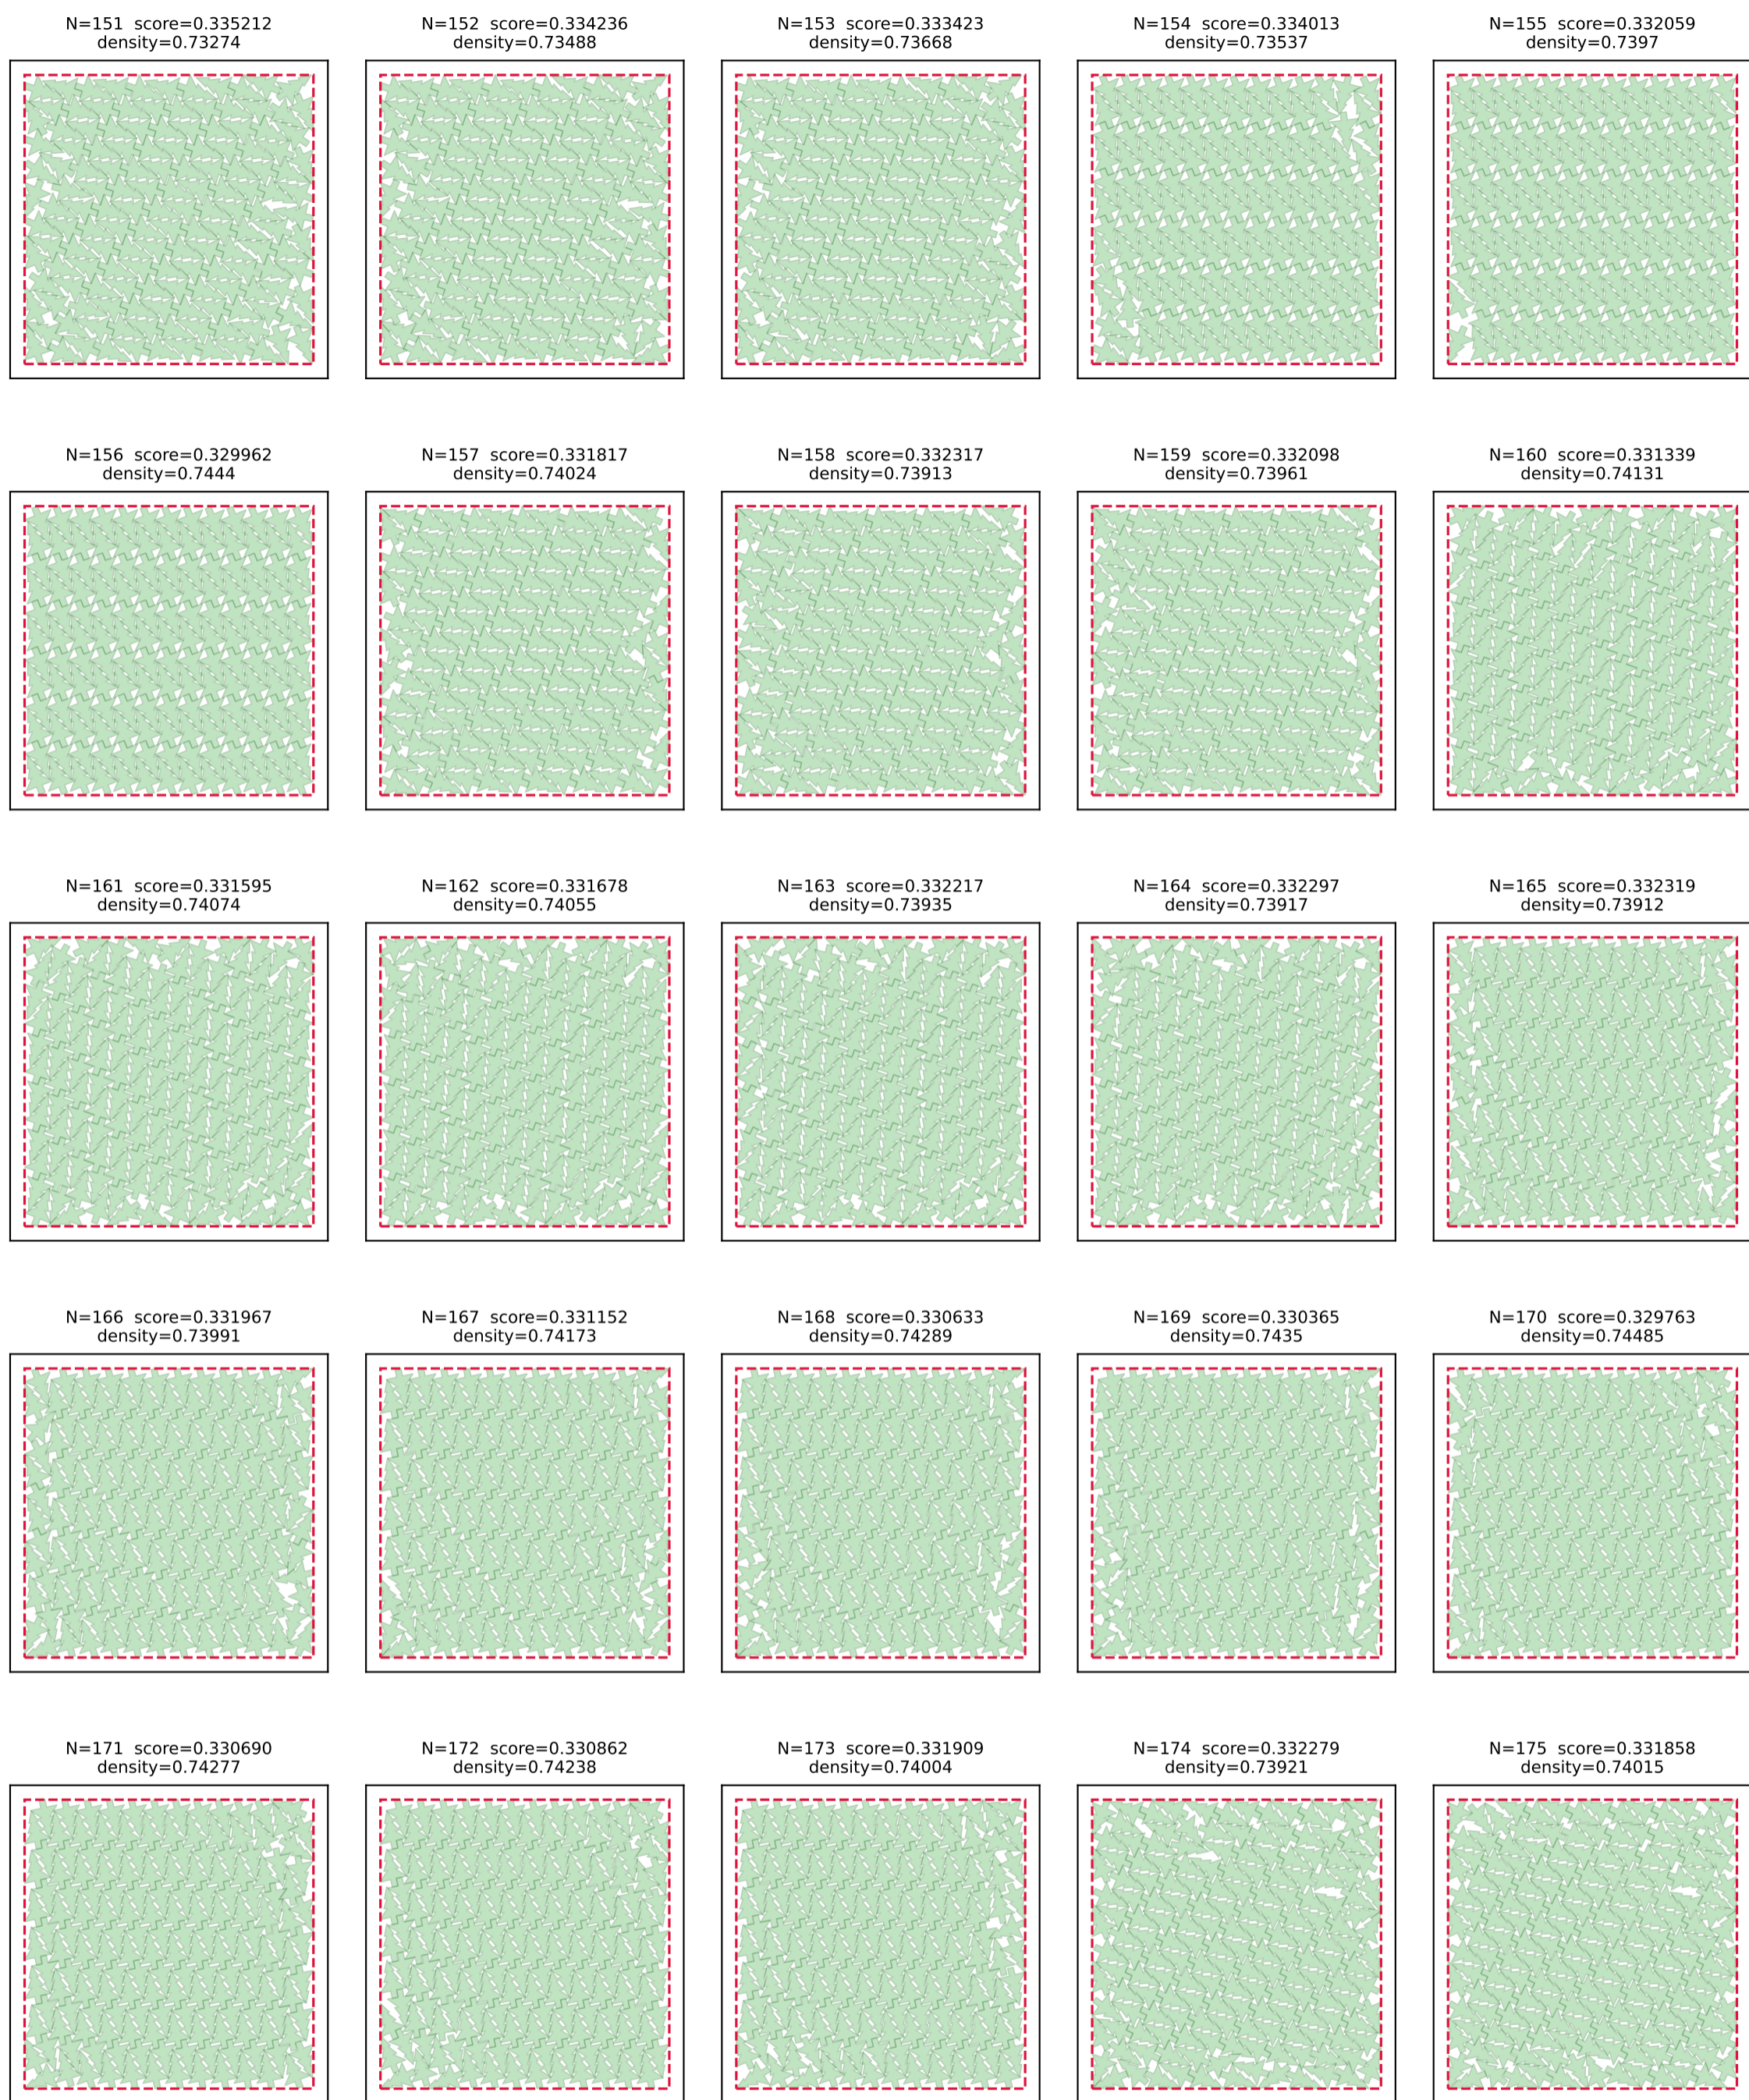 N=151  score=0.335212
density=0.73274
N=152  score=0.334236
density=0.73488
N=153  score=0.333423
density=0.73668
N=154  score=0.334013
density=0.73537
N=155  score=0.332059
density=0.7397
N=156  score=0.329962
density=0.7444
N=157  score=0.331817
density=0.74024
N=158  score=0.332317
density=0.73913
N=159  score=0.332098
density=0.73961
N=160  score=0.331339
density=0.74131
N=161  score=0.331595
density=0.74074
N=162  score=0.331678
density=0.74055
N=163  score=0.332217
density=0.73935
N=164  score=0.332297
density=0.73917
N=165  score=0.332319
density=0.73912
N=166  score=0.331967
density=0.73991
N=167  score=0.331152
density=0.74173
N=168  score=0.330633
density=0.74289
N=169  score=0.330365
density=0.7435
N=170  score=0.329763
density=0.74485
N=171  score=0.330690
density=0.74277
N=172  score=0.330862
density=0.74238
N=173  score=0.331909
density=0.74004
N=174  score=0.332279
density=0.73921
N=175  score=0.331858
density=0.74015